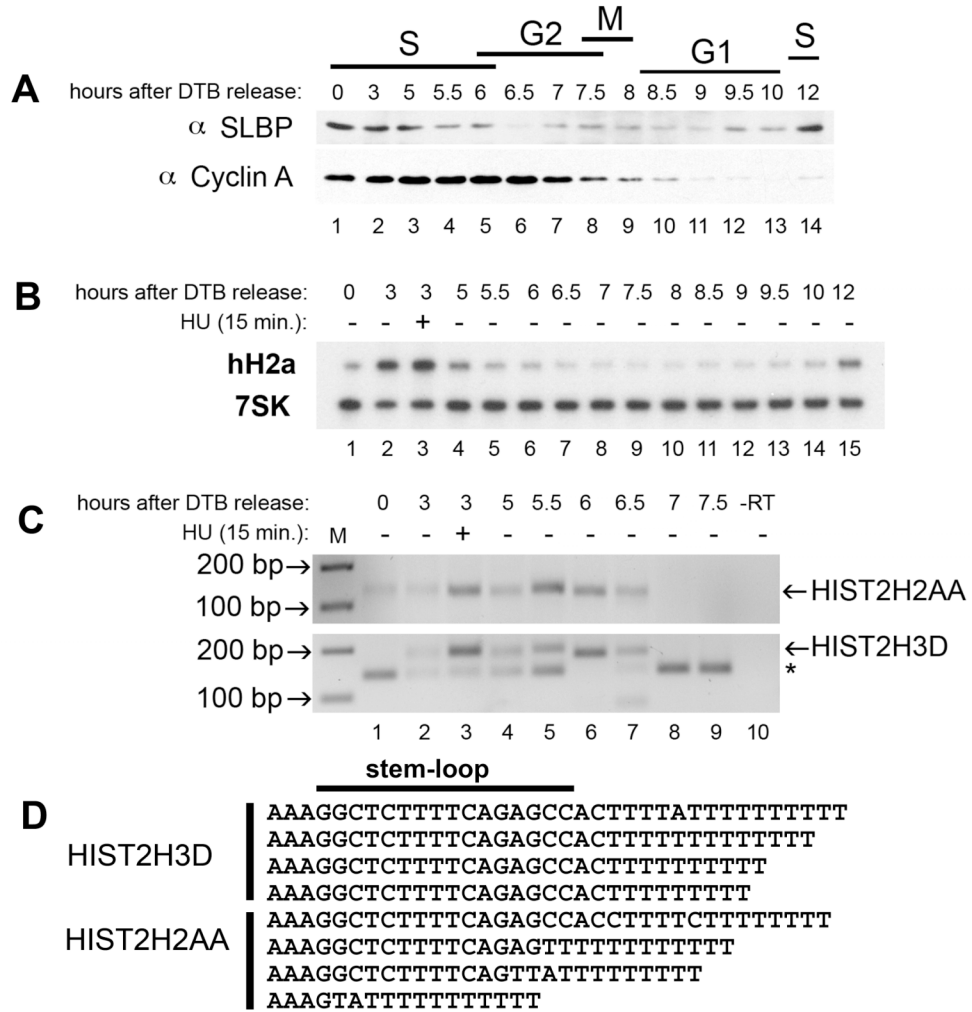 S G2 M G1 S
A hours after DTB release: 0 3 5 5.5 6 6.5 7 7.5 8 8.5 9 9.5 10 12
α SLBP
α Cyclin A
1 2 3 4 5 6 7 8 9 10 11 12 13 14
B hours after DTB release: 0 3 3 5 5.5 6 6.5 7 7.5 8 8.5 9 9.5 10 12
HU (15 min.): - - + - - - - - - - - - - - -
hH2a
7SK
1 2 3 4 5 6 7 8 9 10 11 12 13 14 15
C hours after DTB release: 0 3 3 5 5.5 6 6.5 7 7.5 -RT
HU (15 min.): M - - + - - - - - - -
200 bp→ ←HIST2H2AA
100 bp→
200 bp→ ←HIST2H3D
*
100 bp→
1 2 3 4 5 6 7 8 9 10
stem-loop
D
HIST2H3D
AAAGGCTCTTTTCAGAGCCACTTTTATTTTTTTTTT
AAAGGCTCTTTTCAGAGCCACTTTTTTTTTTTTT
AAAGGCTCTTTTCAGAGCCACTTTTTTTTTT
AAAGGCTCTTTTCAGAGCCACTTTTTTTTT
HIST2H2AA
AAAGGCTCTTTTCAGAGCCACCTTTTCTTTTTTTT
AAAGGCTCTTTTCAGAGTTTTTTTTTTTT
AAAGGCTCTTTTCAGTTATTTTTTTTT
AAAGTATTTTTTTTTTT